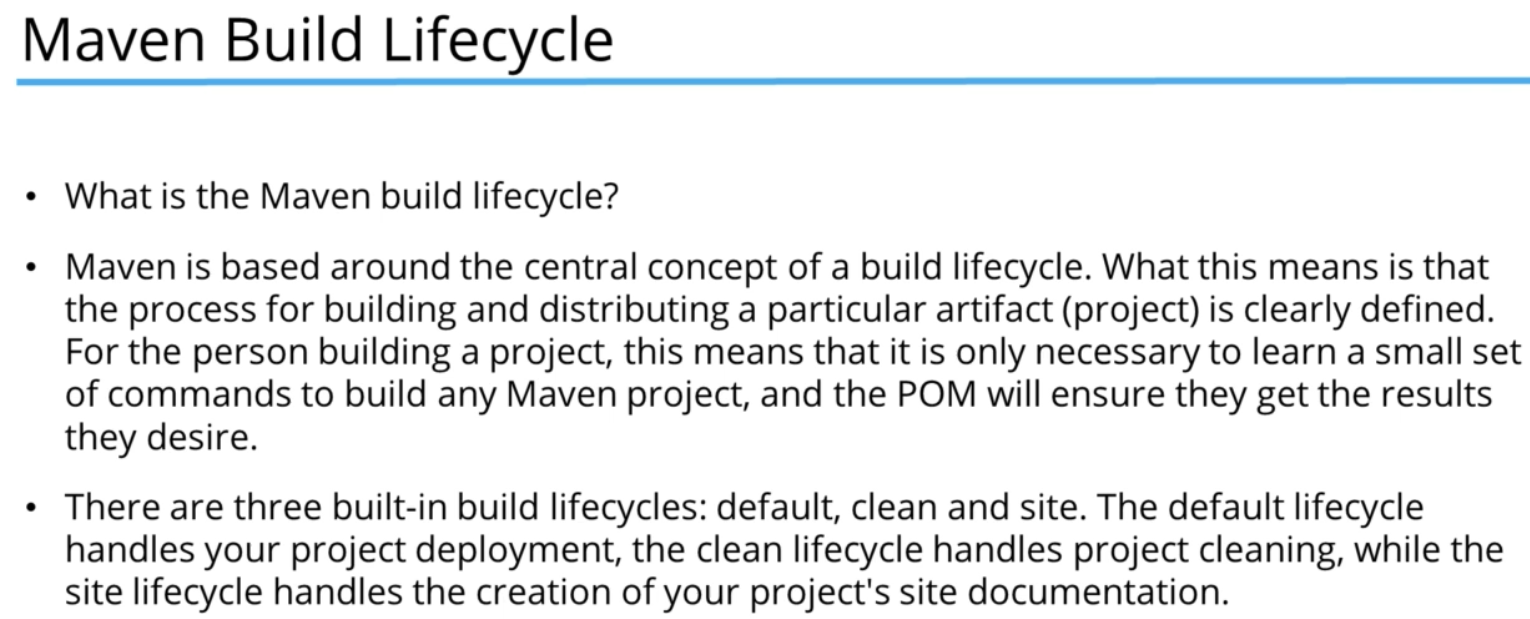 Maven Build Lifecycle
• What is the Maven build lifecycle?
• Maven is based around the central concept of a build lifecycle. What this means is that
the process for building and distributing a particular artifact (project) is clearly defined.
For the person building a project, this means that it is only necessary to learn a small set
of commands to build any Maven project, and the POM will ensure they get the results
they desire.
• There are three built-in build lifecycles: default, clean and site. The default lifecycle
handles your project deployment, the clean lifecycle handles project cleaning, while the
site lifecycle handles the creation of your project's site documentation.